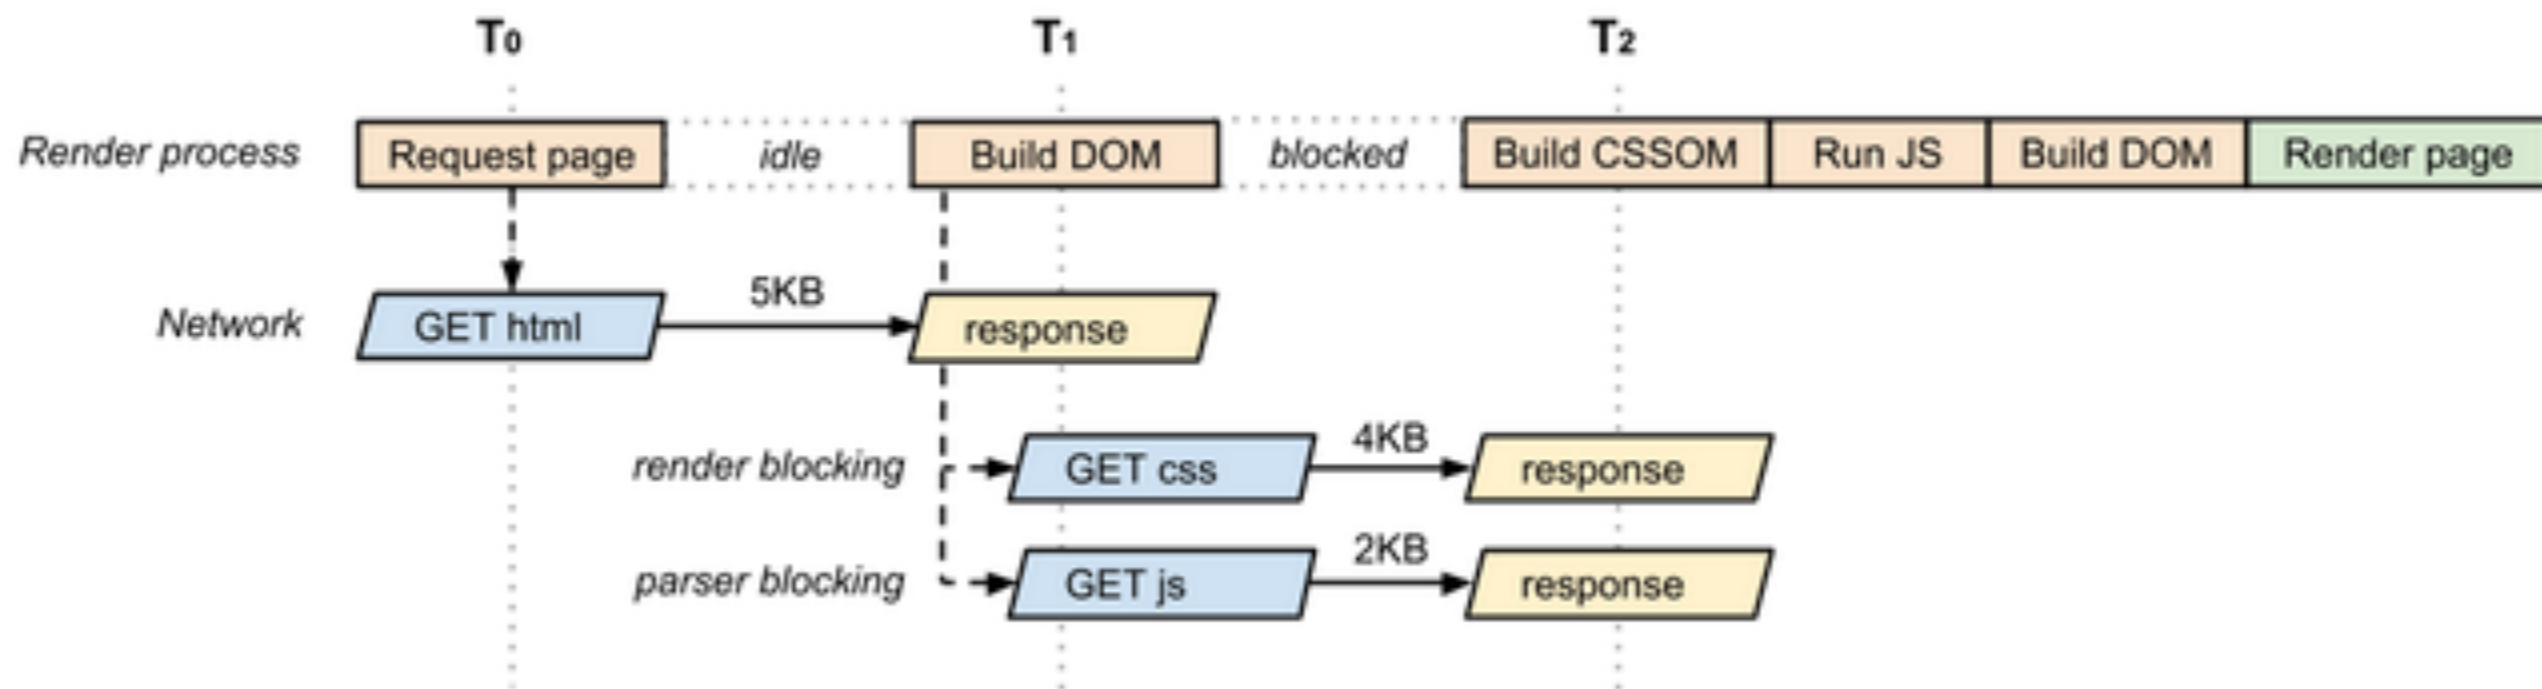 T0 T1 T2
Render process Request page idle Build DOM blocked Build CSSOM Run JS Build DOM Render page
5KB
Network GET html response
4KB
render blocking GET css response
2KB
parser blocking GET js response